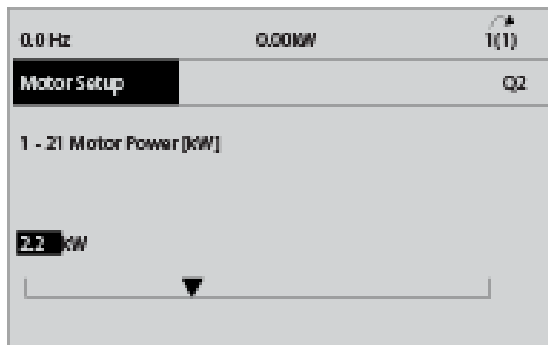 0.0 Hz 0.00kW 1(1)
Motor Setup Q2
1 - 21 Motor Power [kW]
2.2 kW